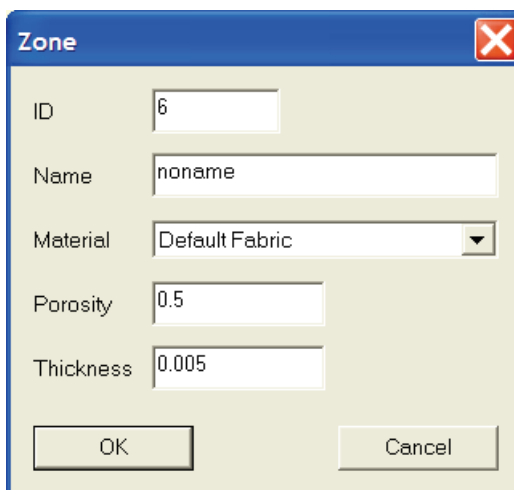 Zone
ID 6
Name noname
Material Default Fabric
Porosity 0.5
Thickness 0.005
OK Cancel